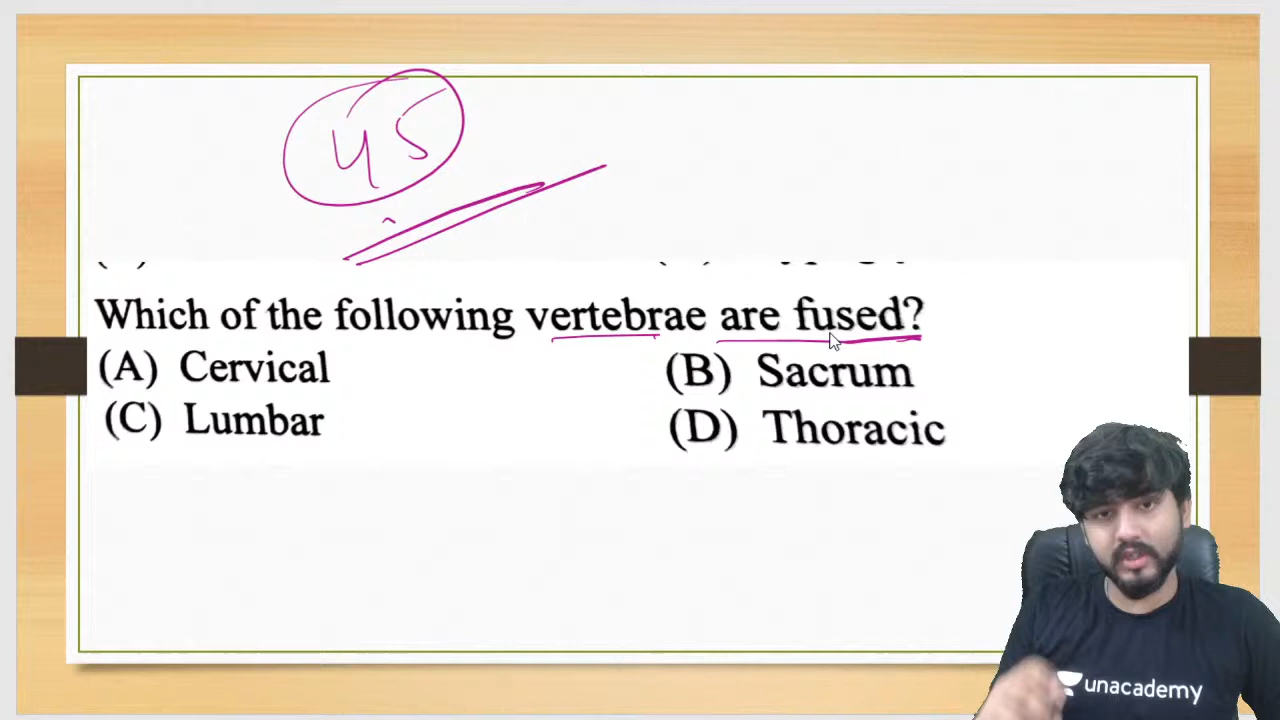 45
Which of the following vertebrae are fused?
(A) Cervical
(B) Sacrum
(C) Lumbar
(D) Thoracic
unacademy